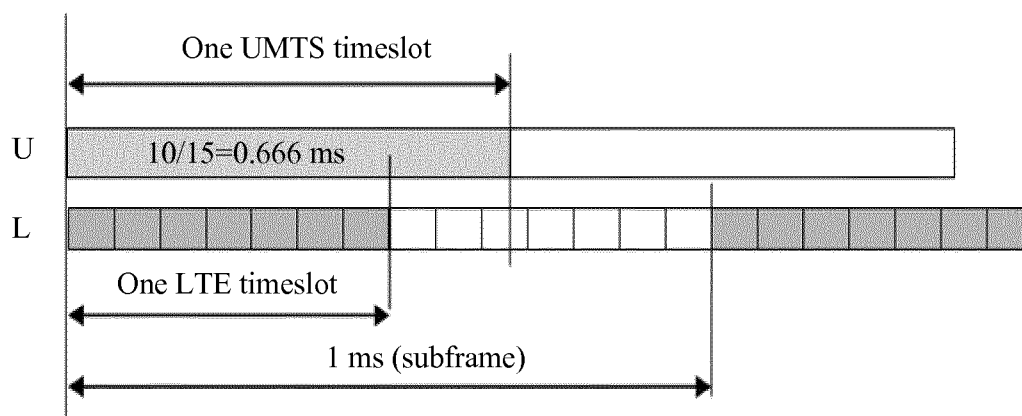 One UMTS timeslot
U
10/15=0.666 ms
L
One LTE timeslot
1 ms (subframe)